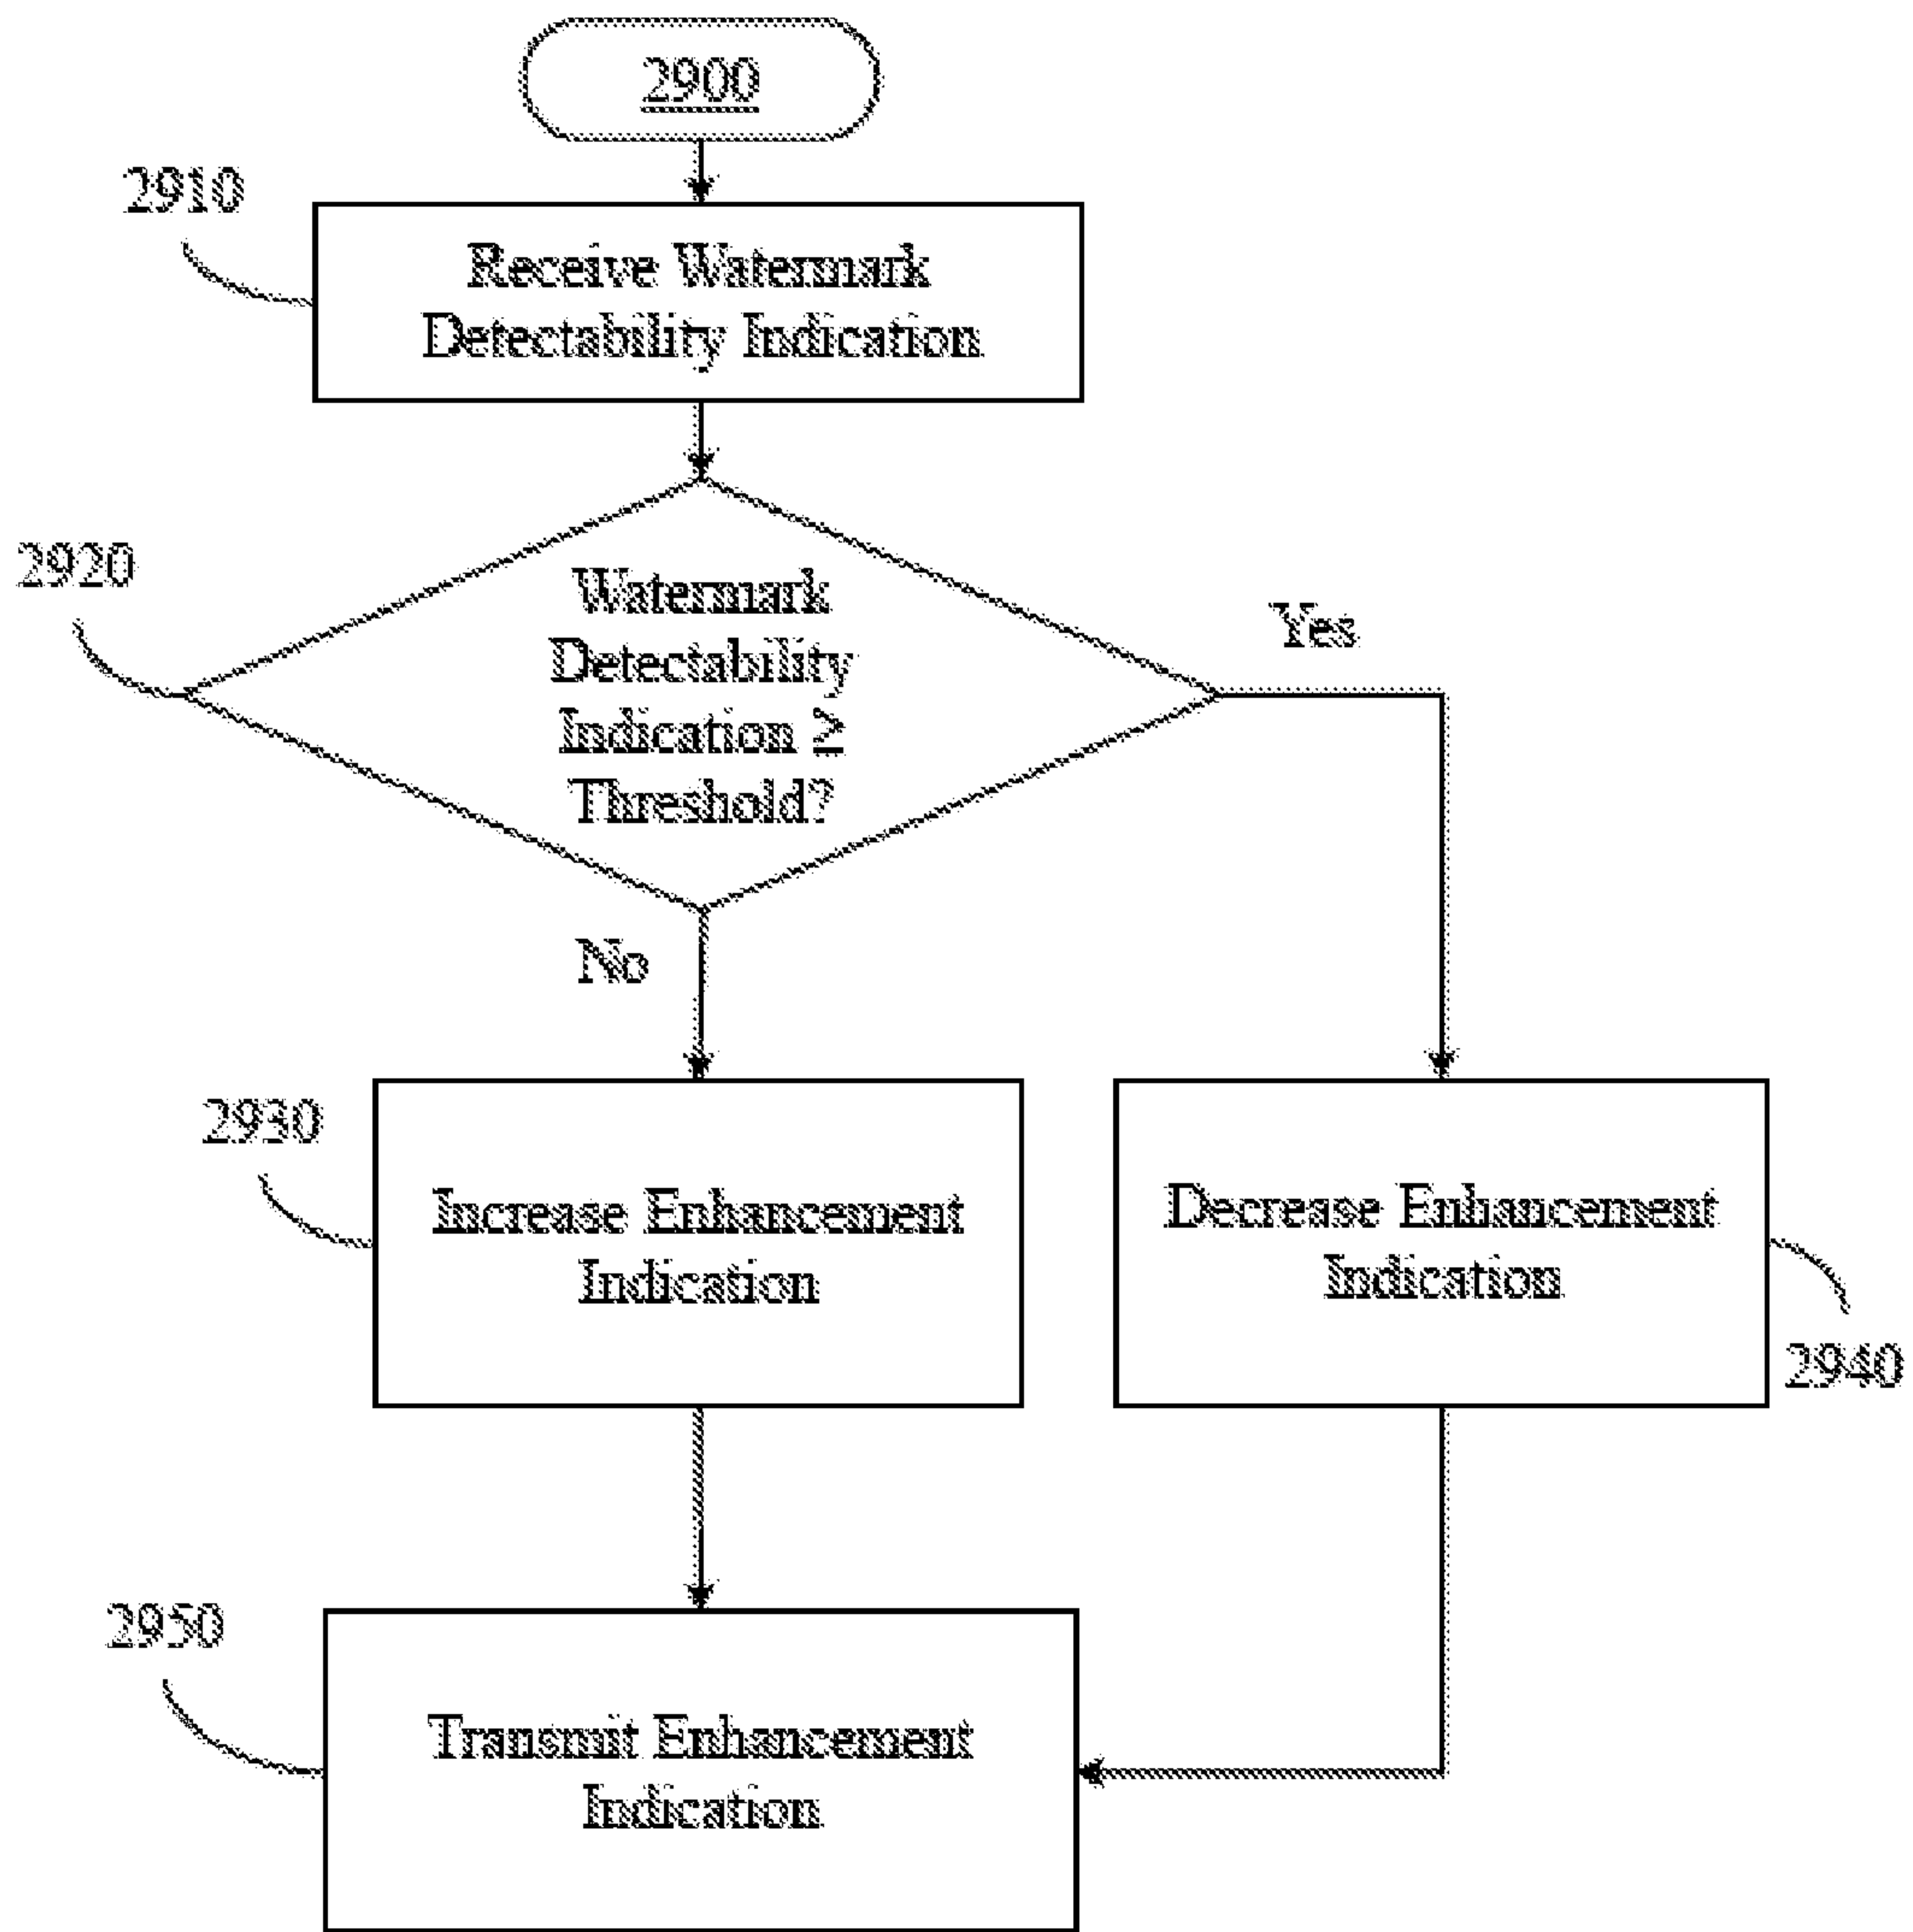 2900
2910
Receive Watermark
Detectability Indication
2920
Watermark
Detectability
Indication ≥
Threshold?
Yes
No
2930
Increase Enhancement
Indication
Decrease Enhancement
Indication
2940
2950
Transmit Enhancement
Indication